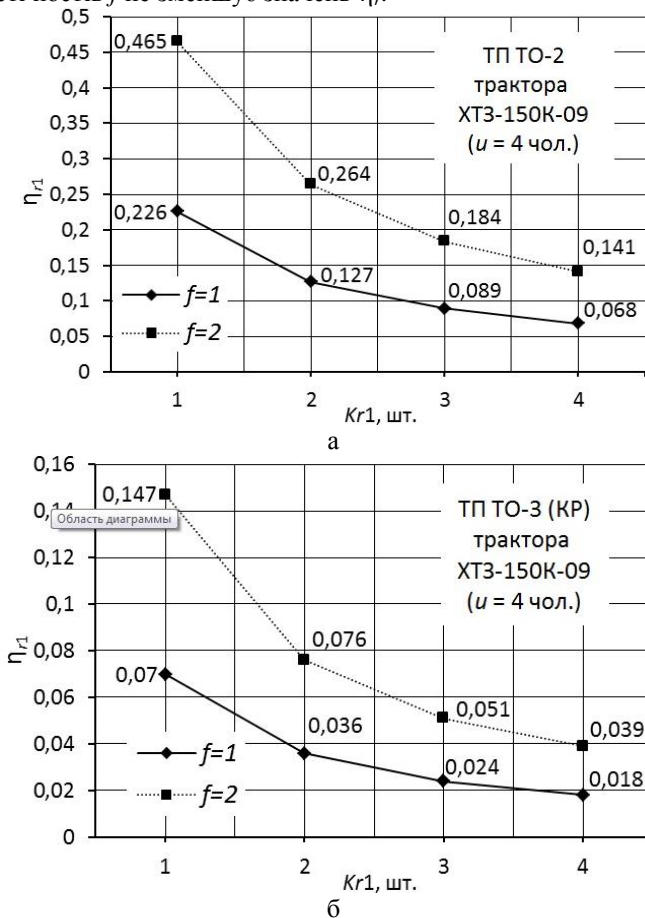 0,5
0,45
0,4
0,35
0,3
0,25
0,2
0,15
0,1
0,05
0
ηr1
0,465
0,264
0,184
0,141
0,226
0,127
0,089
0,068
ТП ТО-2
трактора
ХТЗ-150К-09
(u = 4 чол.)
f=1
f=2
1 2 3 4
Kr1, шт.
а
0,16
0,14
0,12
0,1
0,08
0,06
0,04
0,02
0
ηr1
0,147
Область диаграммы
0,076
0,051
0,039
0,07
0,036
0,024
0,018
ТП ТО-3 (КР)
трактора
ХТЗ-150К-09
(u = 4 чол.)
f=1
f=2
1 2 3 4
Kr1, шт.
б